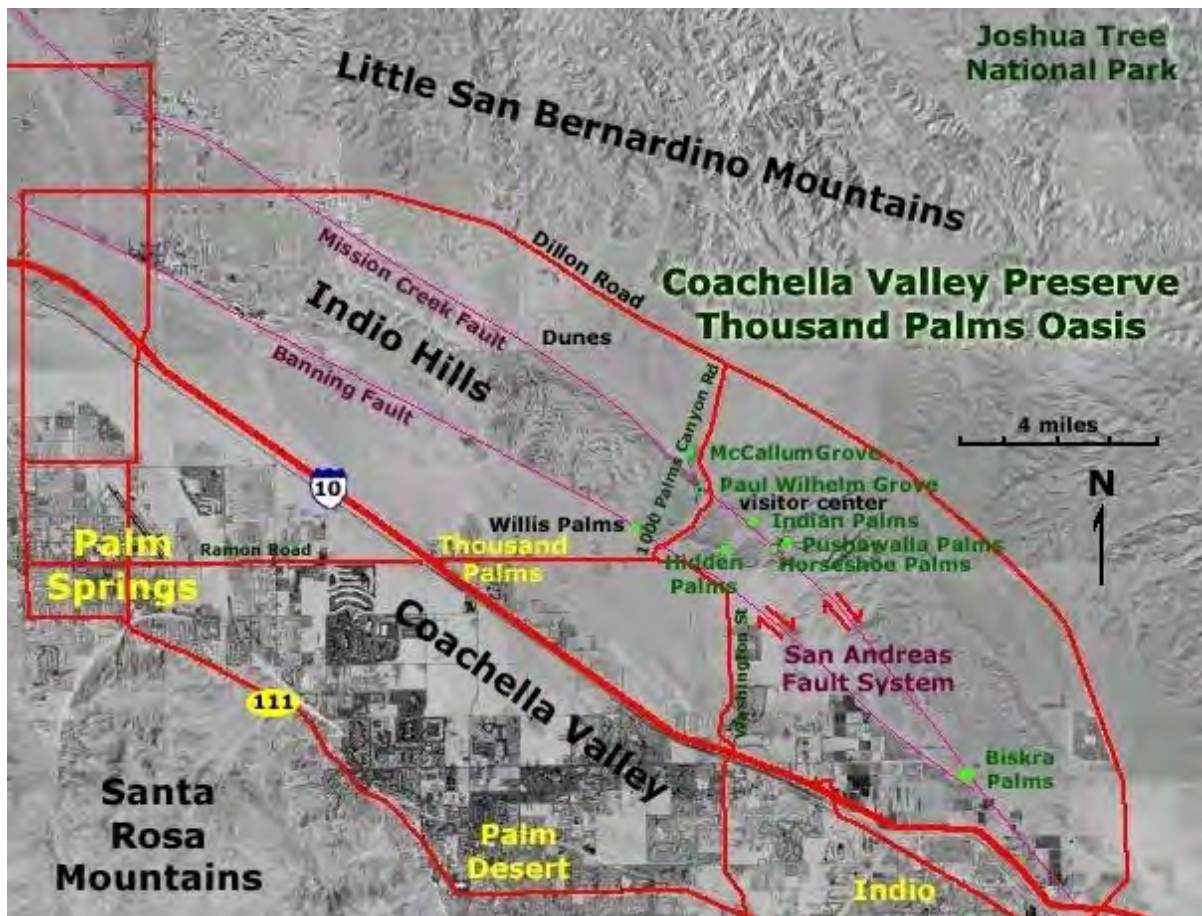 Joshua Tree
National Park
Little San Bernardino Mountains
Dillon Road
Coachella Valley Preserve
Thousand Palms Oasis
Mission Creek Fault
Indio Hills
Dunes
Banning Fault
1000 Palms Canyon Rd
4 miles
McCallum Grove
N
10
Paul Wilhelm Grove
visitor center
Willis Palms
Indian Palms
Palm
Springs
Ramon Road
Thousand
Palms
Hidden
Palms
Pushawalla Palms
Horseshoe Palms
Coachella Valley
Washington St
San Andreas
Fault System
111
Biskra
Palms
Santa
Rosa
Mountains
Palm
Desert
Indio